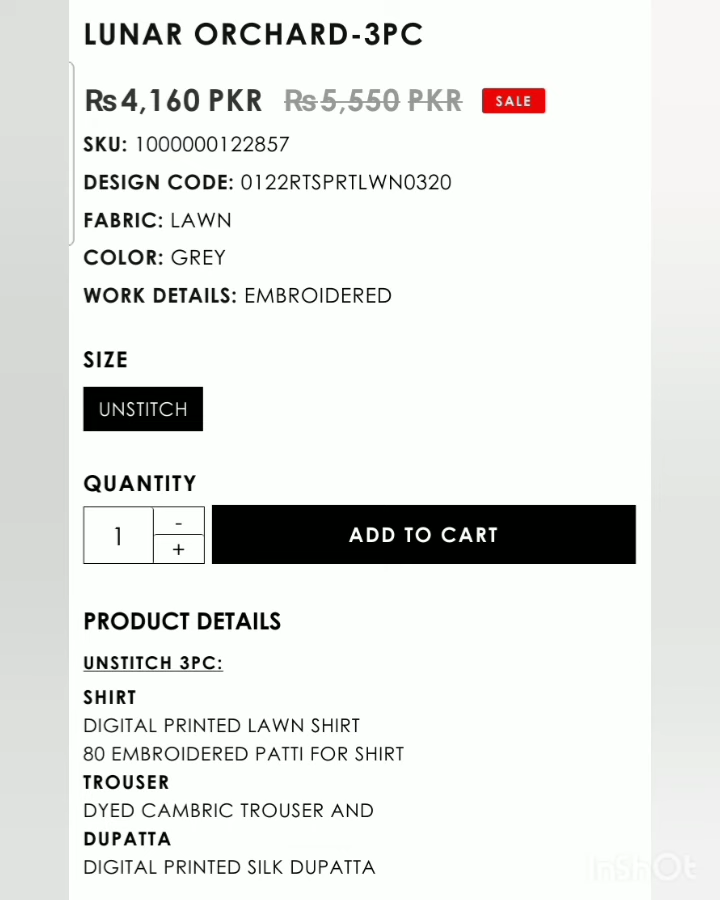 LUNAR ORCHARD-3PC
₨4,160 PKR ₨5,550 PKR SALE
SKU: 1000000122857
DESIGN CODE: 0122RTSPRTLWN0320
FABRIC: LAWN
COLOR: GREY
WORK DETAILS: EMBROIDERED
SIZE
UNSTITCH
QUANTITY
1 - +
ADD TO CART
PRODUCT DETAILS
UNSTITCH 3PC:
SHIRT
DIGITAL PRINTED LAWN SHIRT
80 EMBROIDERED PATTI FOR SHIRT
TROUSER
DYED CAMBRIC TROUSER AND
DUPATTA
DIGITAL PRINTED SILK DUPATTA
InShOt